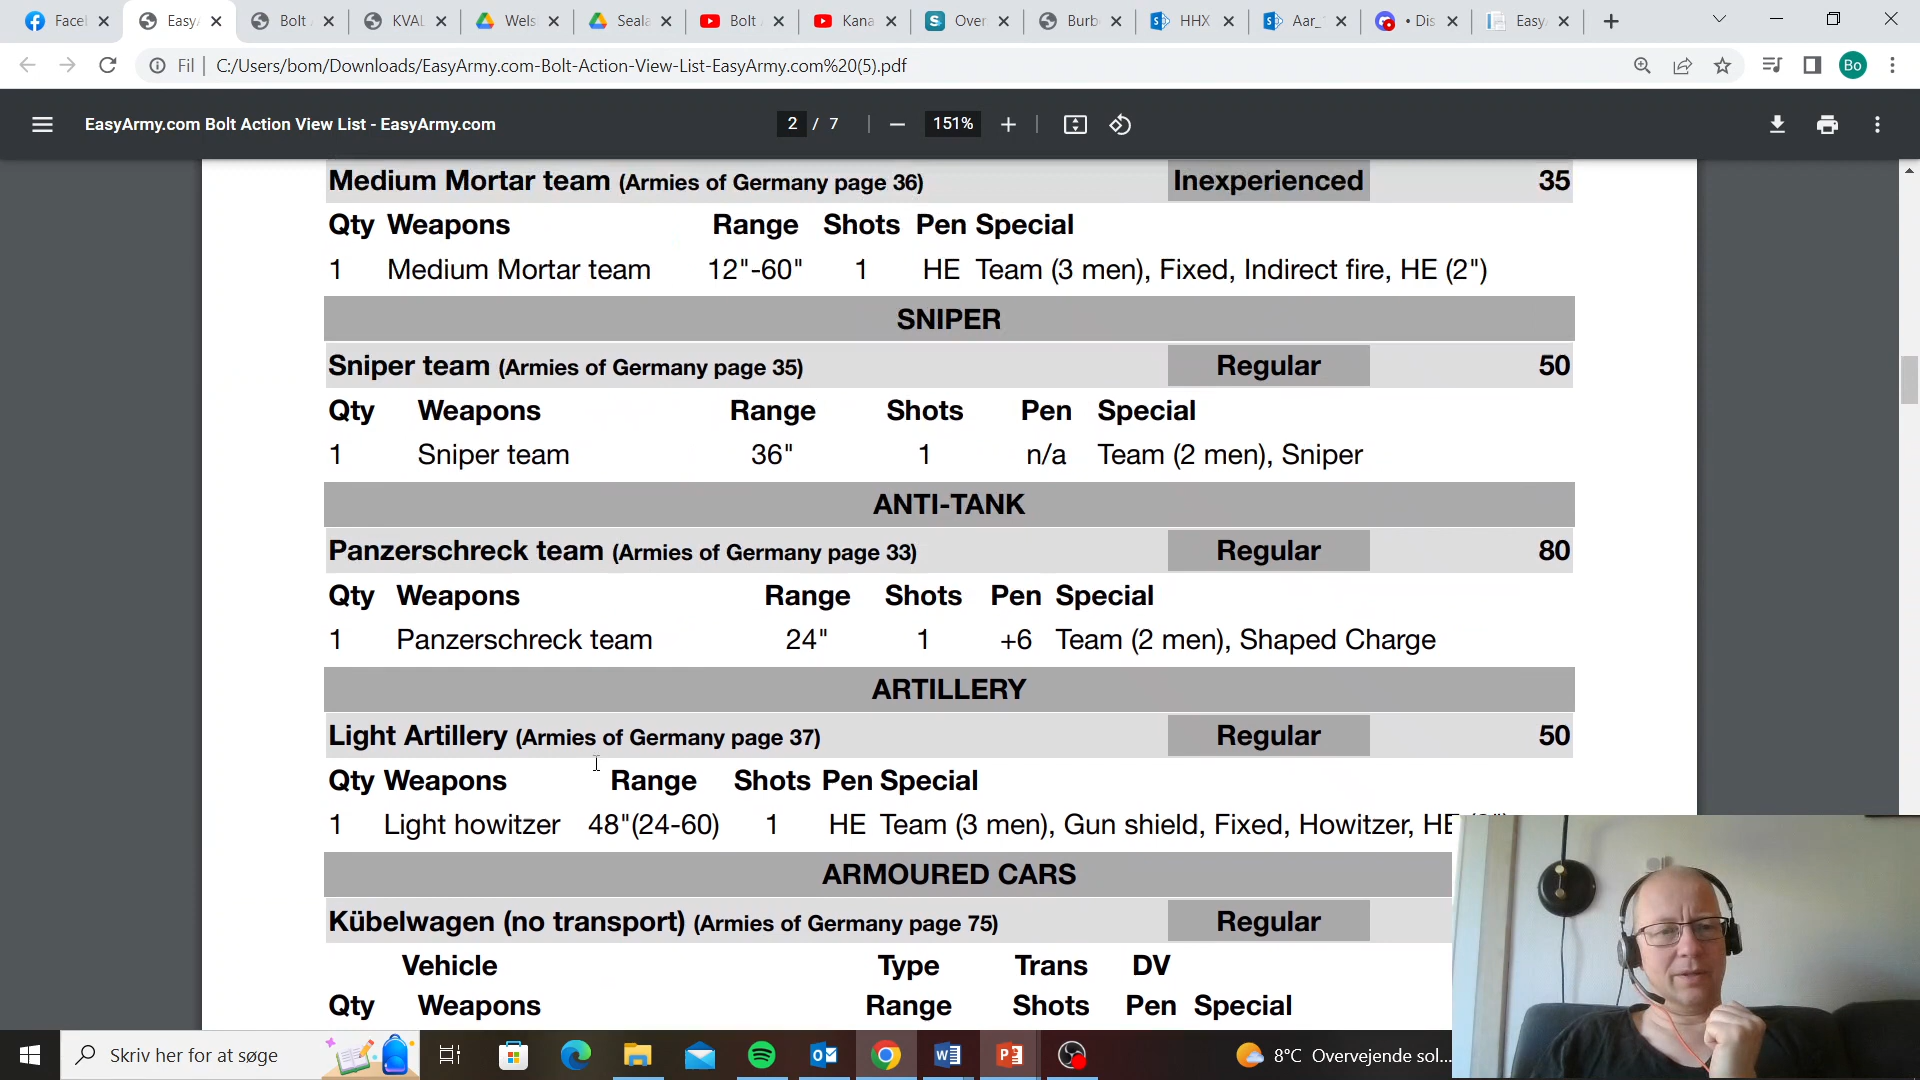 Facel
Easy
Bolt
KVAL
Wels
Seala
Bolt
Kana
Over
Burb
HHX
Aar_
• Dis
Easy
Fil
C:/Users/bom/Downloads/EasyArmy.com-Bolt-Action-View-List-EasyArmy.com%20(5).pdf
Bo
EasyArmy.com Bolt Action View List - EasyArmy.com
2 / 7
151%
Medium Mortar team (Armies of Germany page 36) Inexperienced 35
Qty Weapons Range Shots Pen Special
1 Medium Mortar team 12"-60" 1 HE Team (3 men), Fixed, Indirect fire, HE (2")
SNIPER
Sniper team (Armies of Germany page 35) Regular 50
Qty Weapons Range Shots Pen Special
1 Sniper team 36" 1 n/a Team (2 men), Sniper
ANTI-TANK
Panzerschreck team (Armies of Germany page 33) Regular 80
Qty Weapons Range Shots Pen Special
1 Panzerschreck team 24" 1 +6 Team (2 men), Shaped Charge
ARTILLERY
Light Artillery (Armies of Germany page 37) Regular 50
Qty Weapons Range Shots Pen Special
1 Light howitzer 48"(24-60) 1 HE Team (3 men), Gun shield, Fixed, Howitzer, HE
ARMOURED CARS
Kübelwagen (no transport) (Armies of Germany page 75) Regular
Vehicle Type Trans DV
Qty Weapons Range Shots Pen Special
Skriv her for at søge
8°C Overvejende sol...